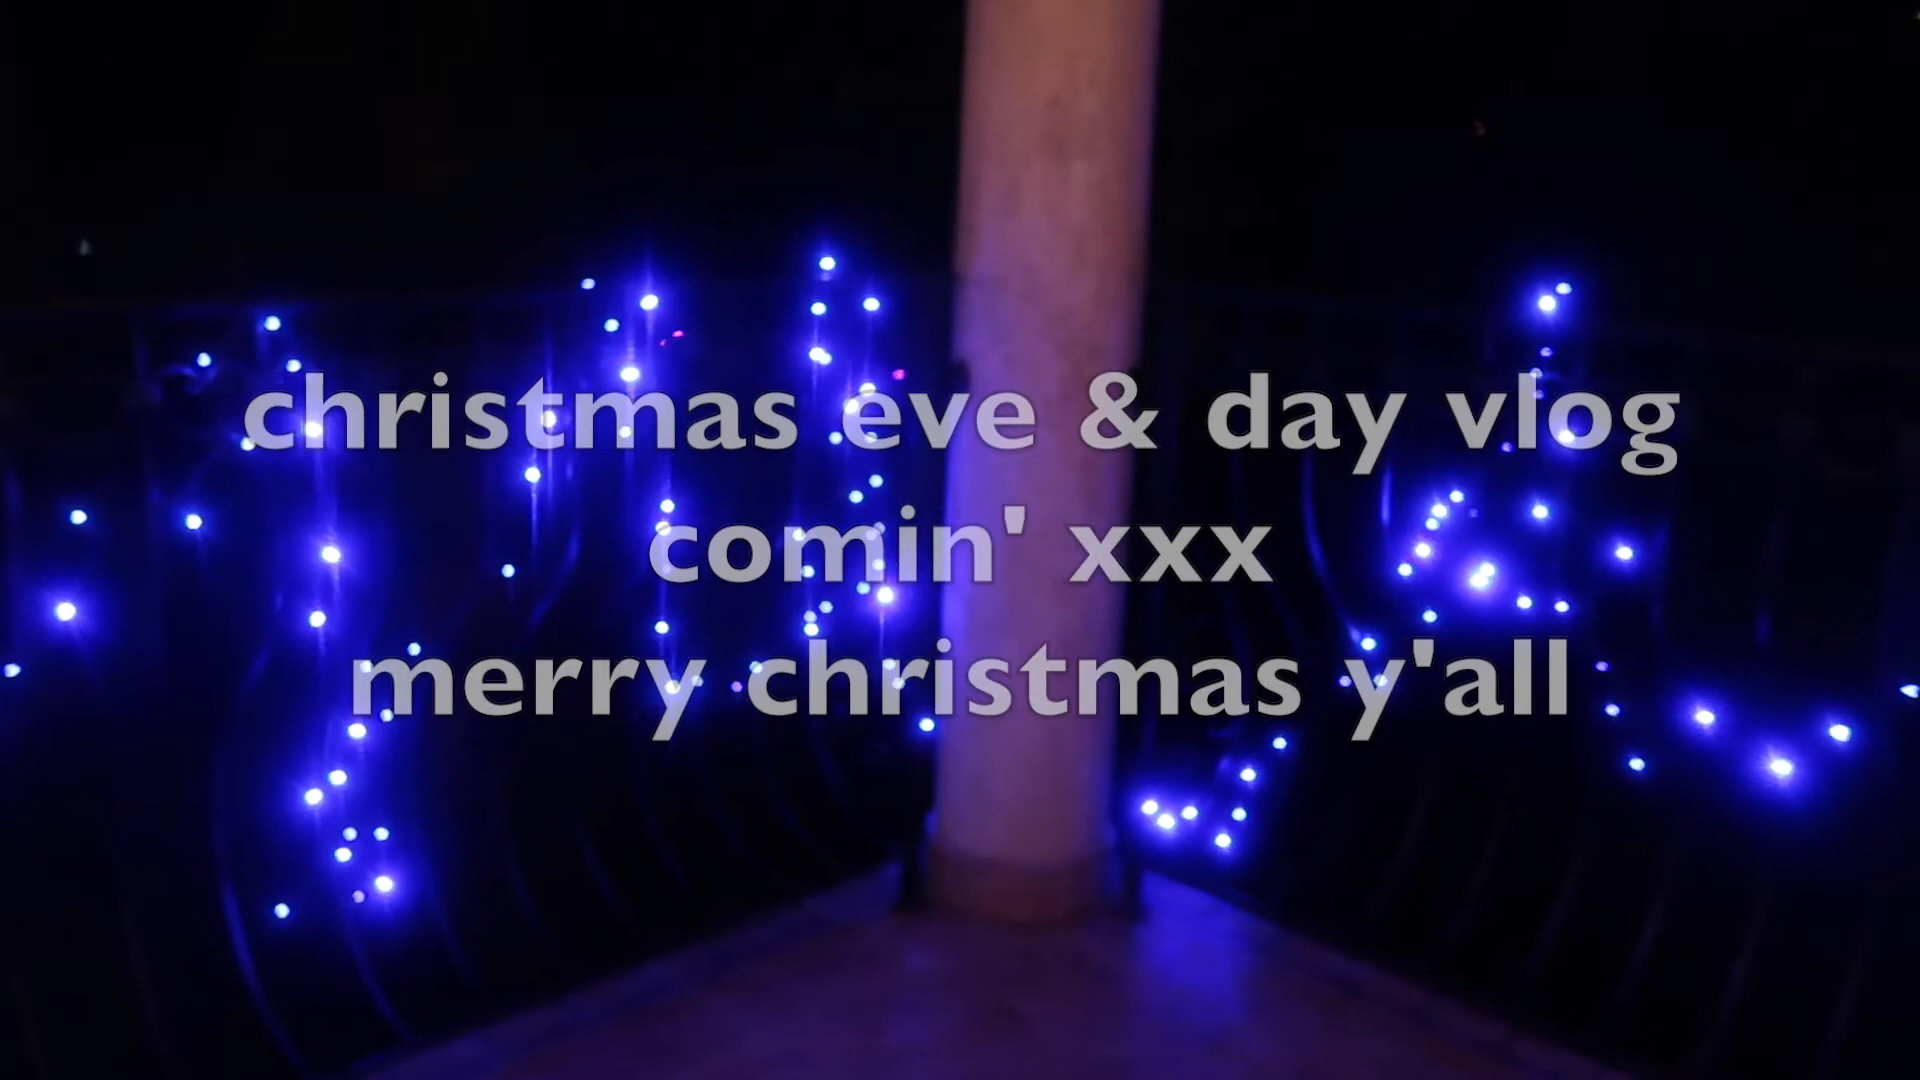 christmas eve & day vlog
comin' xxx
merry christmas y'all